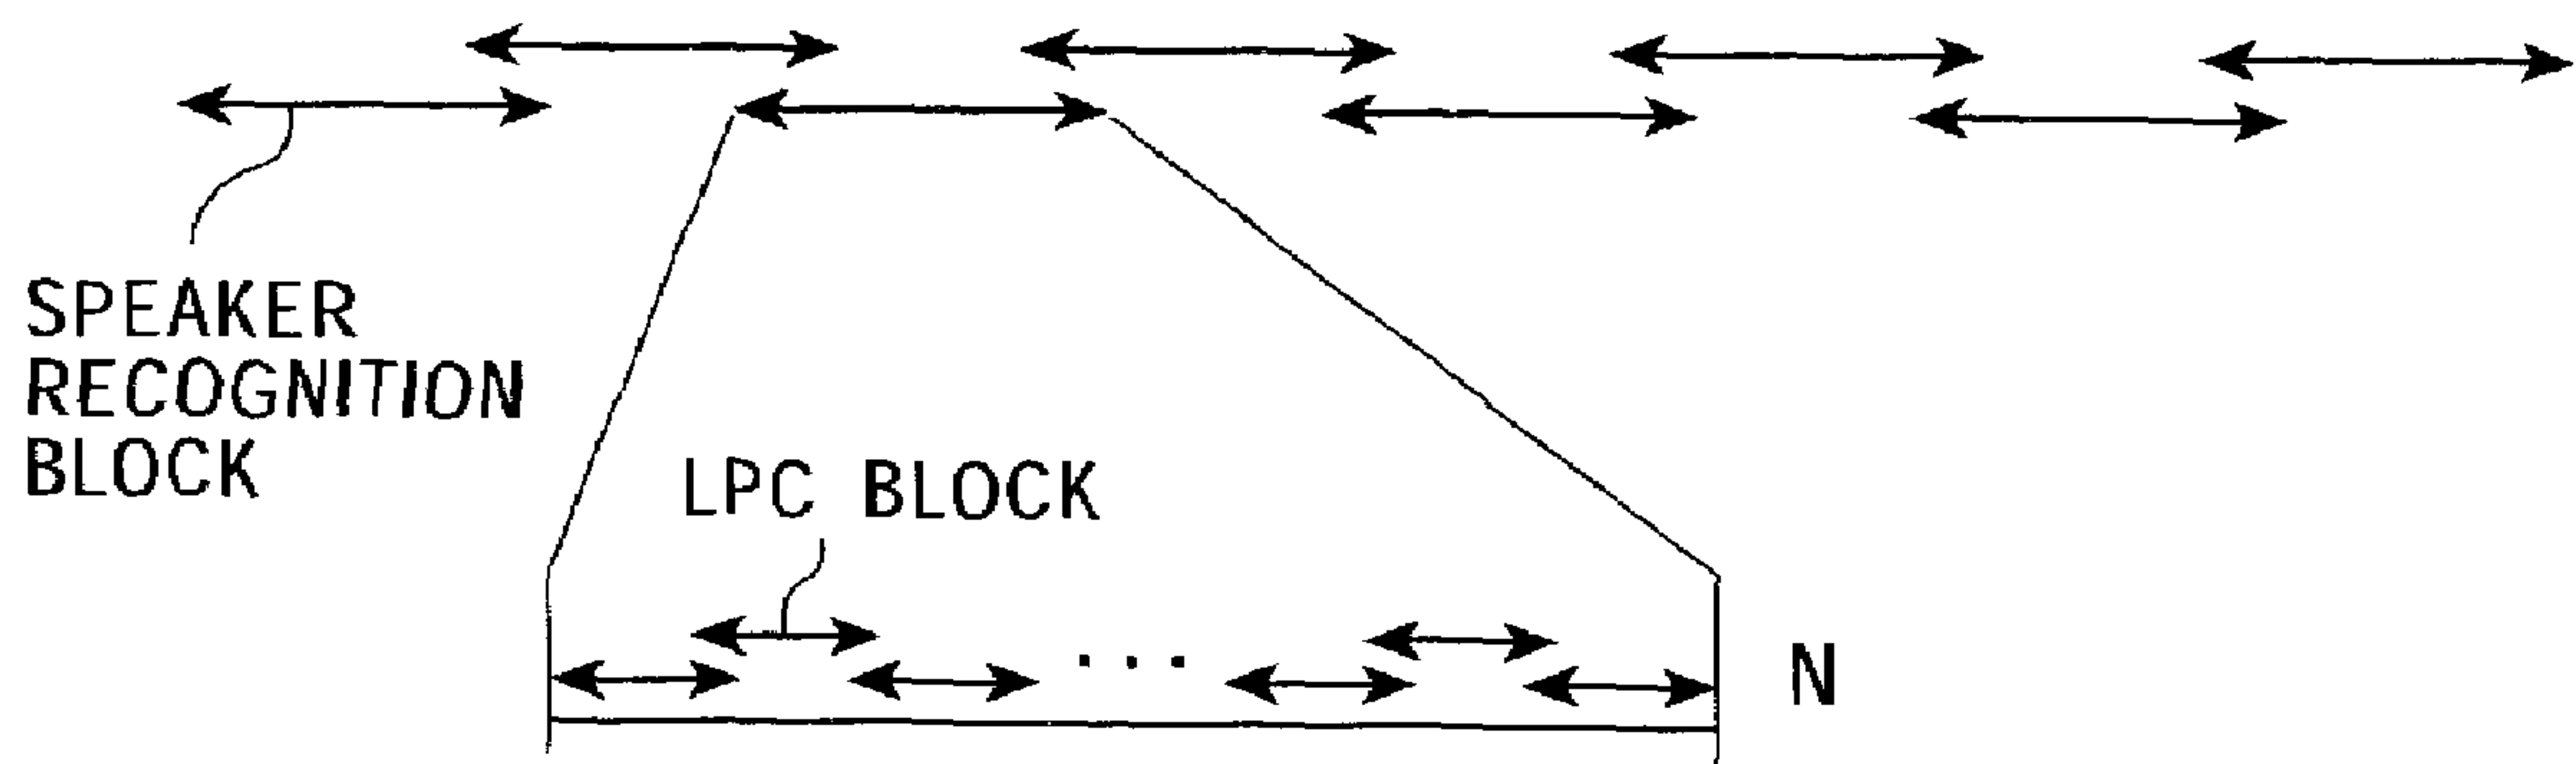 SPEAKER
RECOGNITION
BLOCK
LPC BLOCK
. . .
N